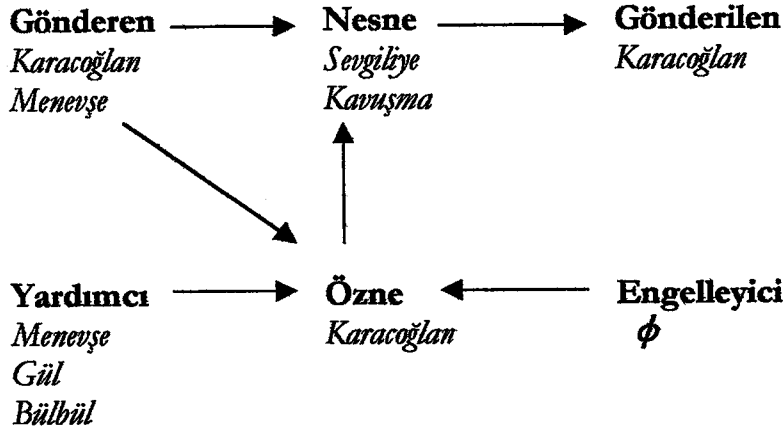 Gönderen Nesne Gönderilen
Karacoğlan Sevgiliye Karacoğlan
Menevşe Kavuşma
Yardımcı Özne Engelleyici
Menevşe Karacoğlan ϕ
Gül
Bülbül